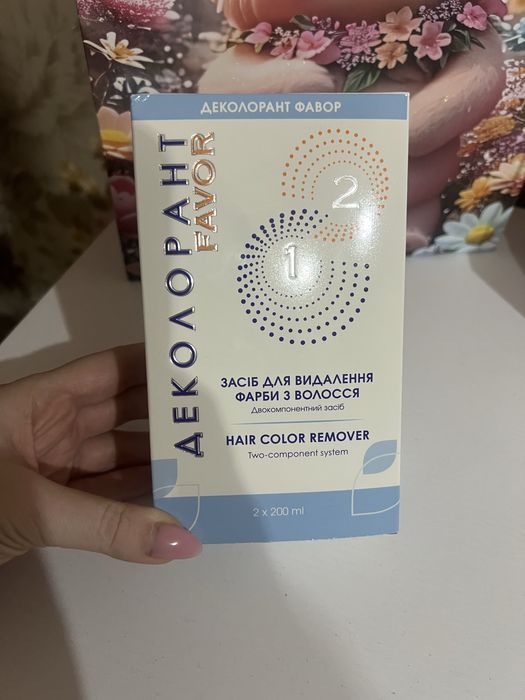 ДЕКОЛОРАНТ ФАВОР
ДЕКОЛОРАНТ
FAVOR
2
1
ЗАСІБ ДЛЯ ВИДАЛЕННЯ
ФАРБИ З ВОЛОССЯ
Двокомпонентний засіб
HAIR COLOR REMOVER
Two-component system
2 x 200 ml